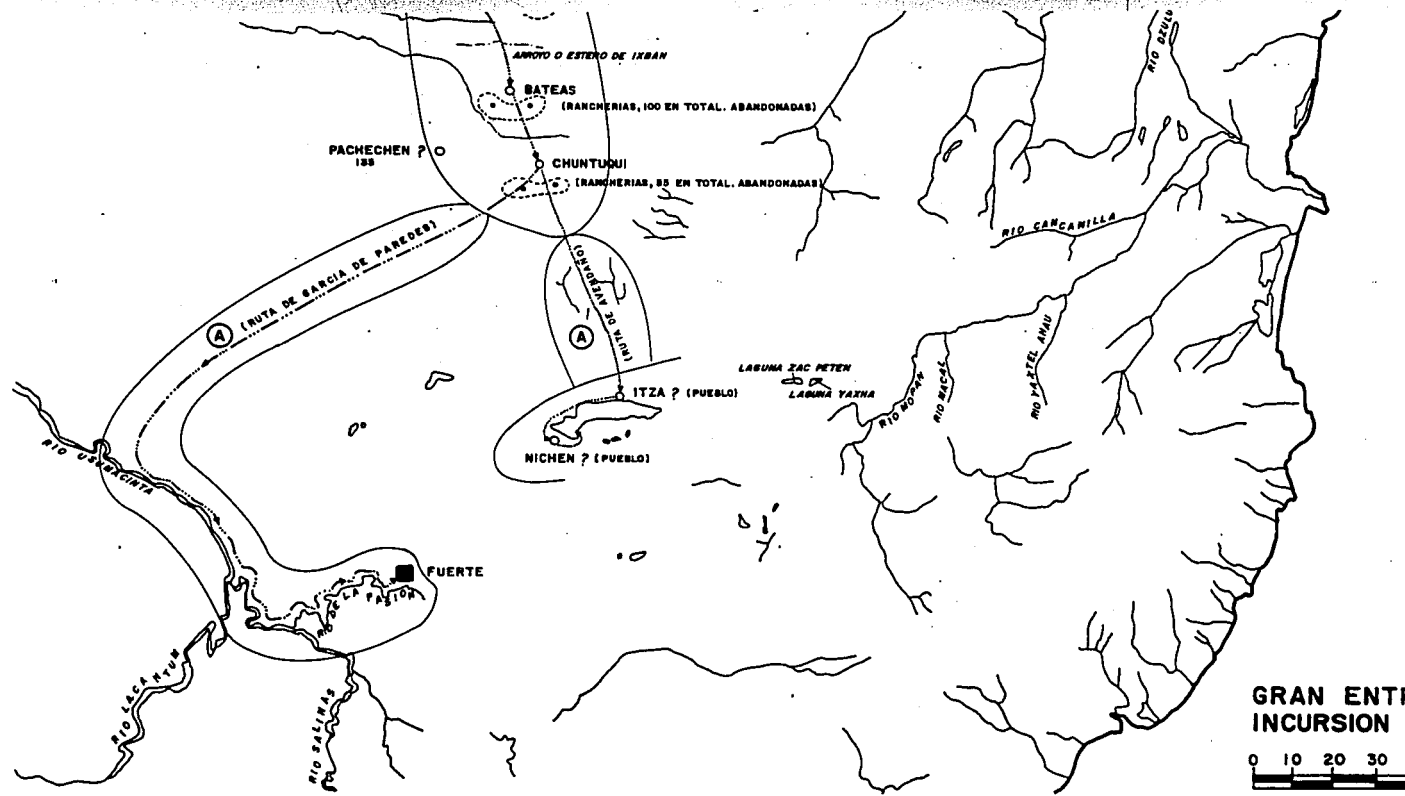 RIO DZULU
ARROYO O ESTERO DE IXBAN
BATEAS
(RANCHERIAS, 100 EN TOTAL. ABANDONADAS)
PACHECHEN ?
CHUNTUQUI
(RANCHERIAS, 85 EN TOTAL. ABANDONADAS)
RIO CANCANILLA
(RUTA DE GARCIA DE PAREDES)
A
(RUTA DE AVENDAÑO)
A
LAGUNA ZAC PETEN
LAGUNA YAXHA
RIO MOPAN
RIO MACAL
RIO YAXTEL AHAU
ITZA ? (PUEBLO)
NICHEN ? (PUEBLO)
RIO USUMACINTA
FUERTE
RIO DE LA PASION
RIO LACANTUM
RIO SALINAS
GRAN ENT
INCURSION
0 10 20 30